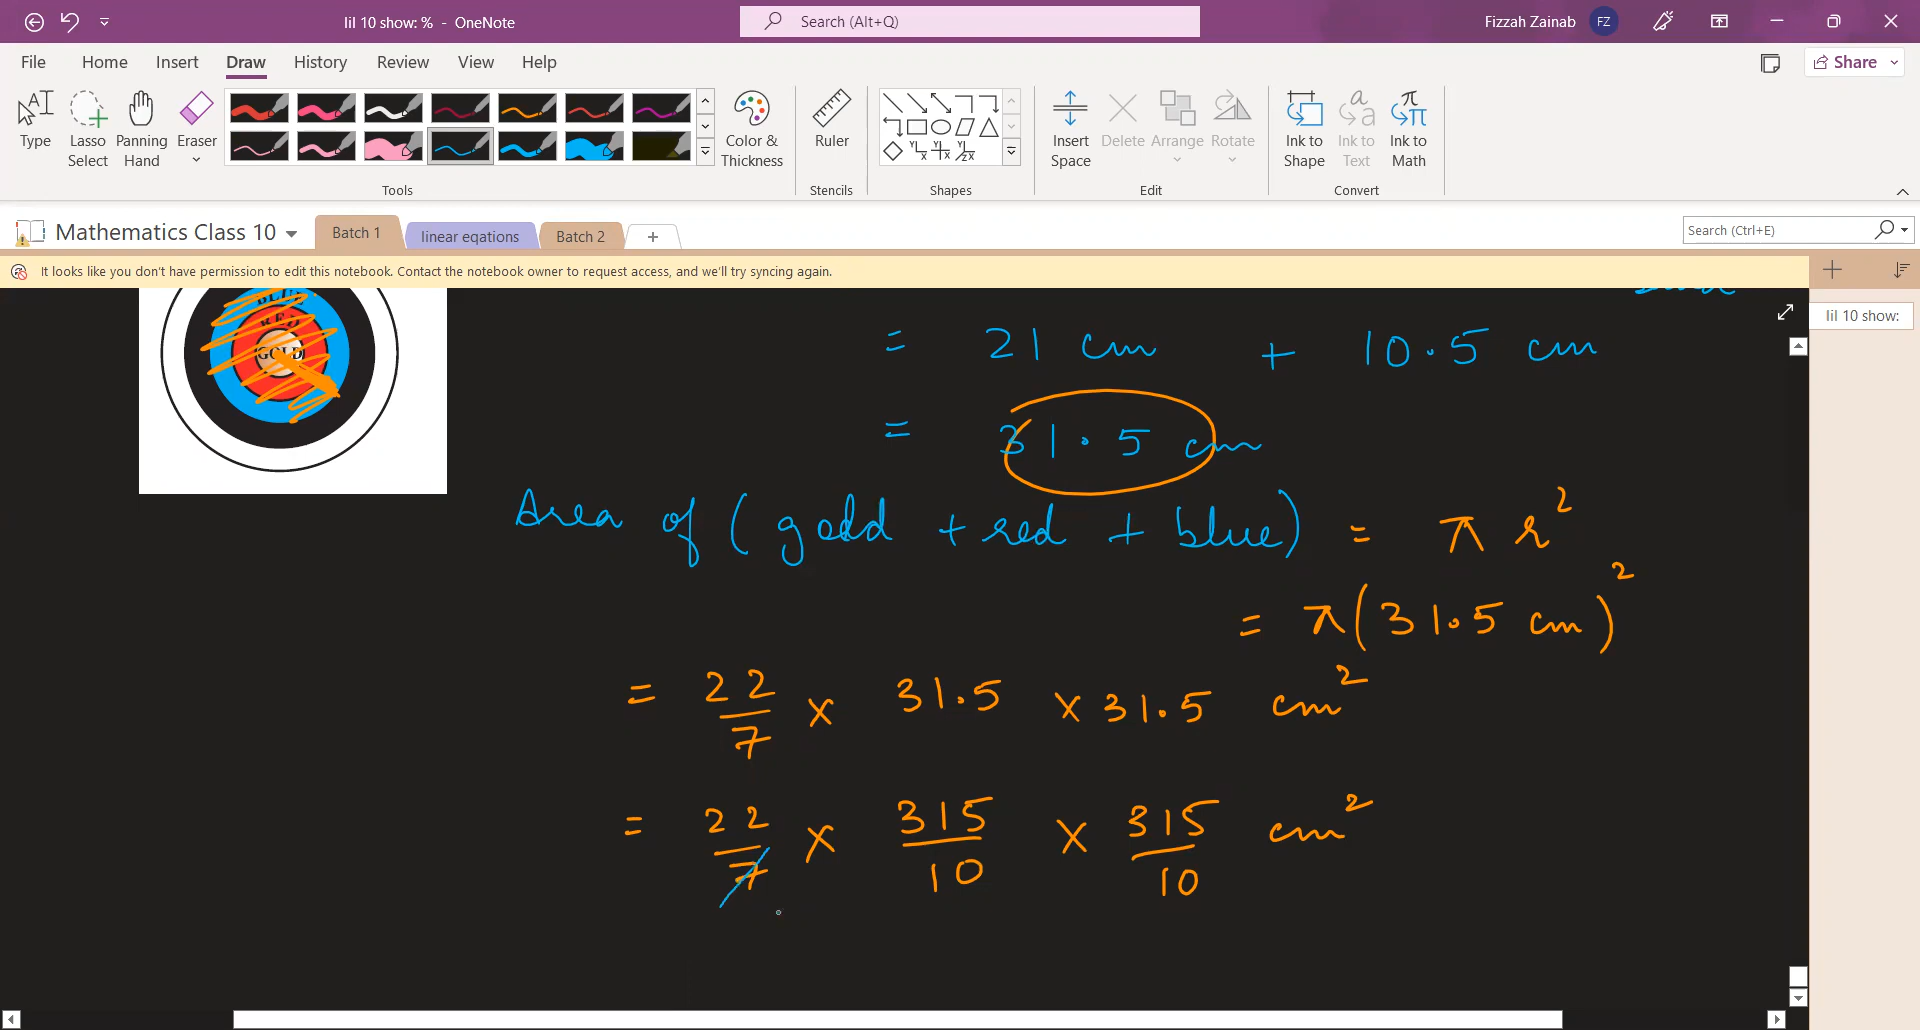 lil 10 show: % - OneNote
Search (Alt+Q)
Fizzah Zainab FZ
File Home Insert Draw History Review View Help
Share
Type
Lasso Select
Panning Hand
Eraser
Color & Thickness
Ruler
Insert Space
Delete
Arrange
Rotate
Ink to Shape
Ink to Text
Ink to Math
Tools Stencils Shapes Edit Convert
Mathematics Class 10 Batch 1 linear eqations Batch 2 +
Search (Ctrl+E)
It looks like you don't have permission to edit this notebook. Contact the notebook owner to request access, and we'll try syncing again.
lil 10 show:
BLUE
RED
GOLD
= 21 cm + 10.5 cm
= 31.5 cm
Area of (gold + red + blue) = π r²
= π(31.5 cm)²
= 22/7 × 31.5 × 31.5 cm²
= 22/7 × 315/10 × 315/10 cm²